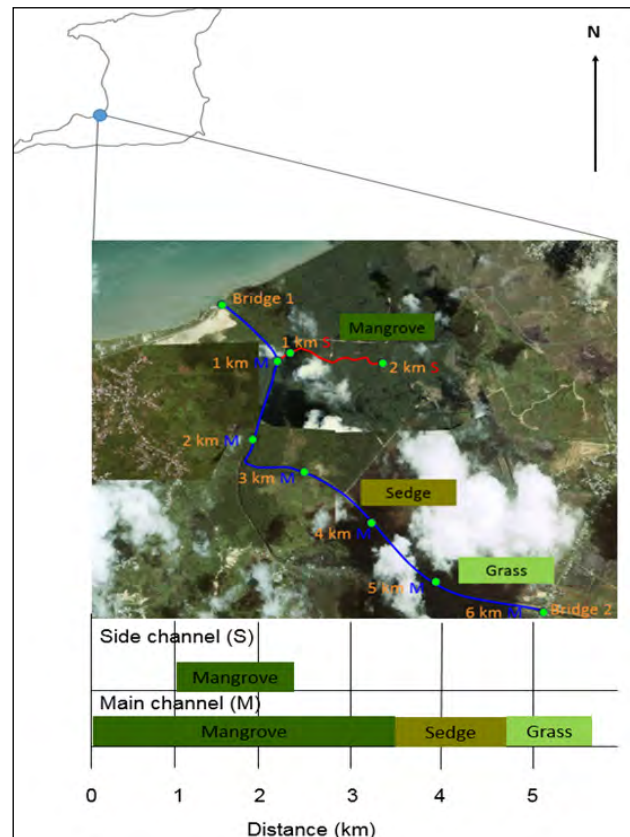 N
Bridge 1
Mangrove
1 km S
1 km M
2 km S
2 km M
3 km M
Sedge
4 km M
Grass
5 km M
6 km M
Bridge 2
Side channel (S)
Mangrove
Main channel (M)
Mangrove Sedge Grass
0 1 2 3 4 5
Distance (km)